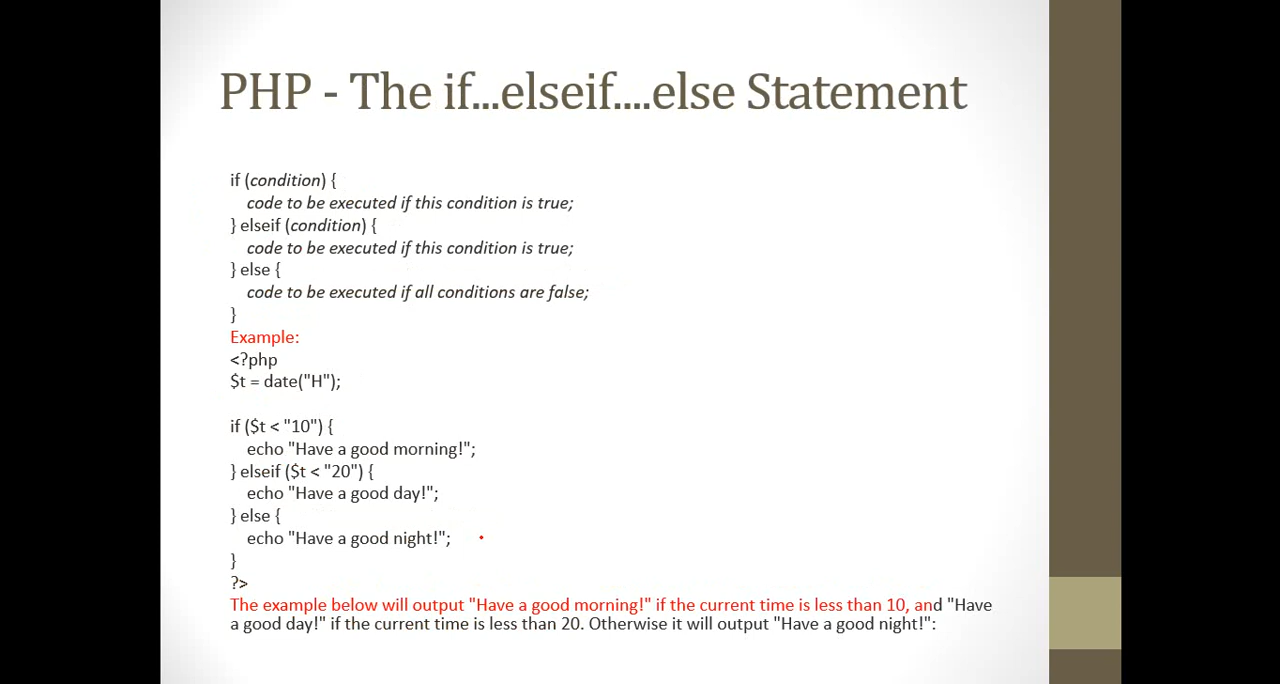 PHP - The if...elseif....else Statement
if (condition) {
code to be executed if this condition is true;
} elseif (condition) {
code to be executed if this condition is true;
} else {
code to be executed if all conditions are false;
}
Example:
<?php
$t = date("H");
if ($t < "10") {
echo "Have a good morning!";
} elseif ($t < "20") {
echo "Have a good day!";
} else {
echo "Have a good night!";
}
?>
The example below will output "Have a good morning!" if the current time is less than 10, and "Have
a good day!" if the current time is less than 20. Otherwise it will output "Have a good night!":